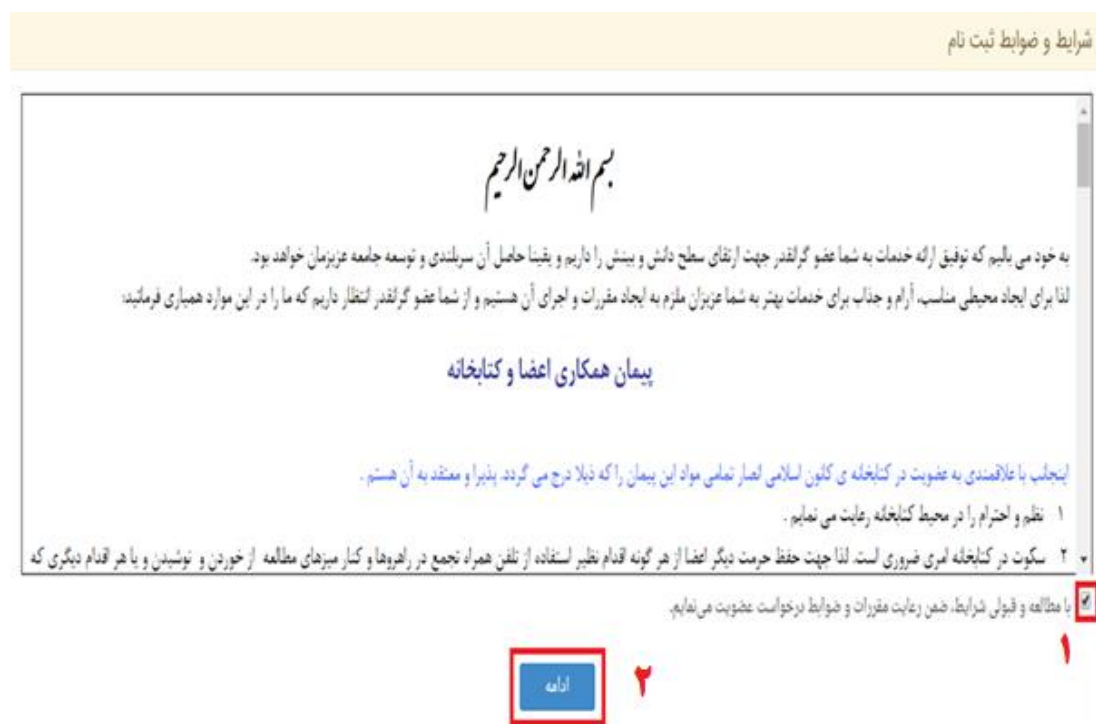 شرایط و ضوابط ثبت نام
بسم الله الرحمن الرحیم
به خود می بالیم که توفیق ارائه خدمات به شما عضو گرانقدر جهت ارتقای سطح دانش و بینش را داریم و یقینا حاصل آن سربلندی و توسعه جامعه عزیزمان خواهد بود.
لذا برای ایجاد محیطی مناسب، آرام و جذاب برای خدمات بهتر به شما عزیزان ملزم به ایجاد مقررات و اجرای آن هستیم و از شما عضو گرانقدر انتظار داریم که ما را در این موارد همیاری فرمائید:
پیمان همکاری اعضا و کتابخانه
اینجانب با علاقمندی به عضویت در کتابخانه ی کانون اسلامی انصار تمامی مواد این پیمان را که ذیلا درج می گردد، پذیرا و معتقد به آن هستم .
۱ نظم و احترام را در محیط کتابخانه رعایت می نمایم .
۲ سکوت در کتابخانه امری ضروری است. لذا جهت حفظ حرمت دیگر اعضا از هر گونه اقدام نظیر استفاده از تلفن همراه تجمع در راهروها و کنار میزهای مطالعه از خوردن و نوشیدن و یا هر اقدام دیگری که
با مطالعه و قبولی شرایط، ضمن رعایت مقررات و ضوابط درخواست عضویت می‌نمایم.
۱
ادامه
۲